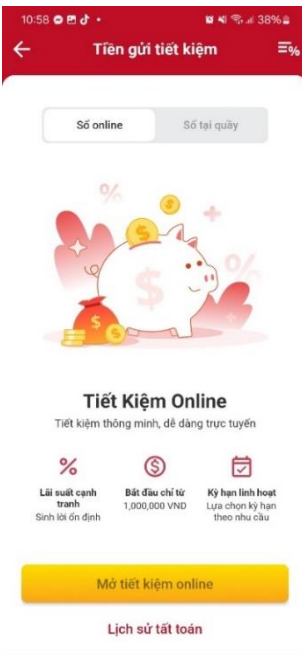 10:58
38%
Tiền gửi tiết kiệm
%
Sổ online
Sổ tại quầy
%
$
$
$
%
$
Tiết Kiệm Online
Tiết kiệm thông minh, dễ dàng trực tuyến
%
$
Lãi suất cạnh
tranh
Sinh lời ổn định
Bắt đầu chỉ từ
1,000,000 VND
Kỳ hạn linh hoạt
Lựa chọn kỳ hạn
theo nhu cầu
Mở tiết kiệm online
Lịch sử tất toán